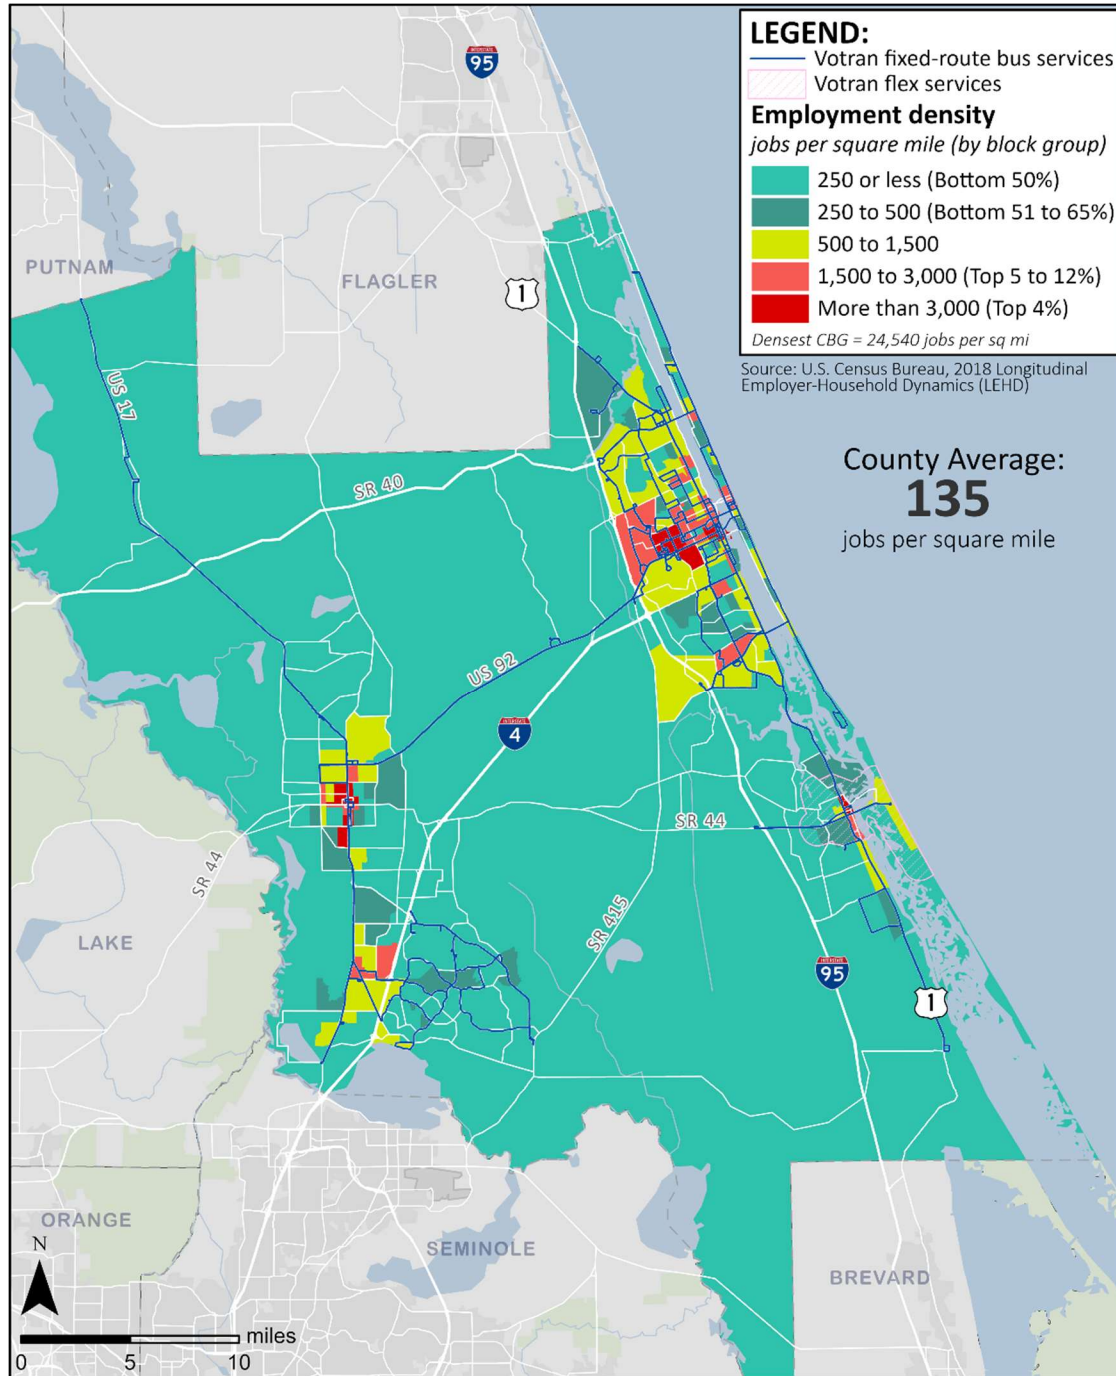 LEGEND:
Votran fixed-route bus services
Votran flex services
Employment density
jobs per square mile (by block group)
250 or less (Bottom 50%)
250 to 500 (Bottom 51 to 65%)
500 to 1,500
1,500 to 3,000 (Top 5 to 12%)
More than 3,000 (Top 4%)
Densest CBG = 24,540 jobs per sq mi
Source: U.S. Census Bureau, 2018 Longitudinal
Employer-Household Dynamics (LEHD)
County Average:
135
jobs per square mile
INTERSTATE
95
PUTNAM
FLAGLER
1
US 17
SR 40
US 92
INTERSTATE
4
SR 44
SR 44
SR 415
LAKE
INTERSTATE
95
1
ORANGE
SEMINOLE
BREVARD
N
miles
0 5 10